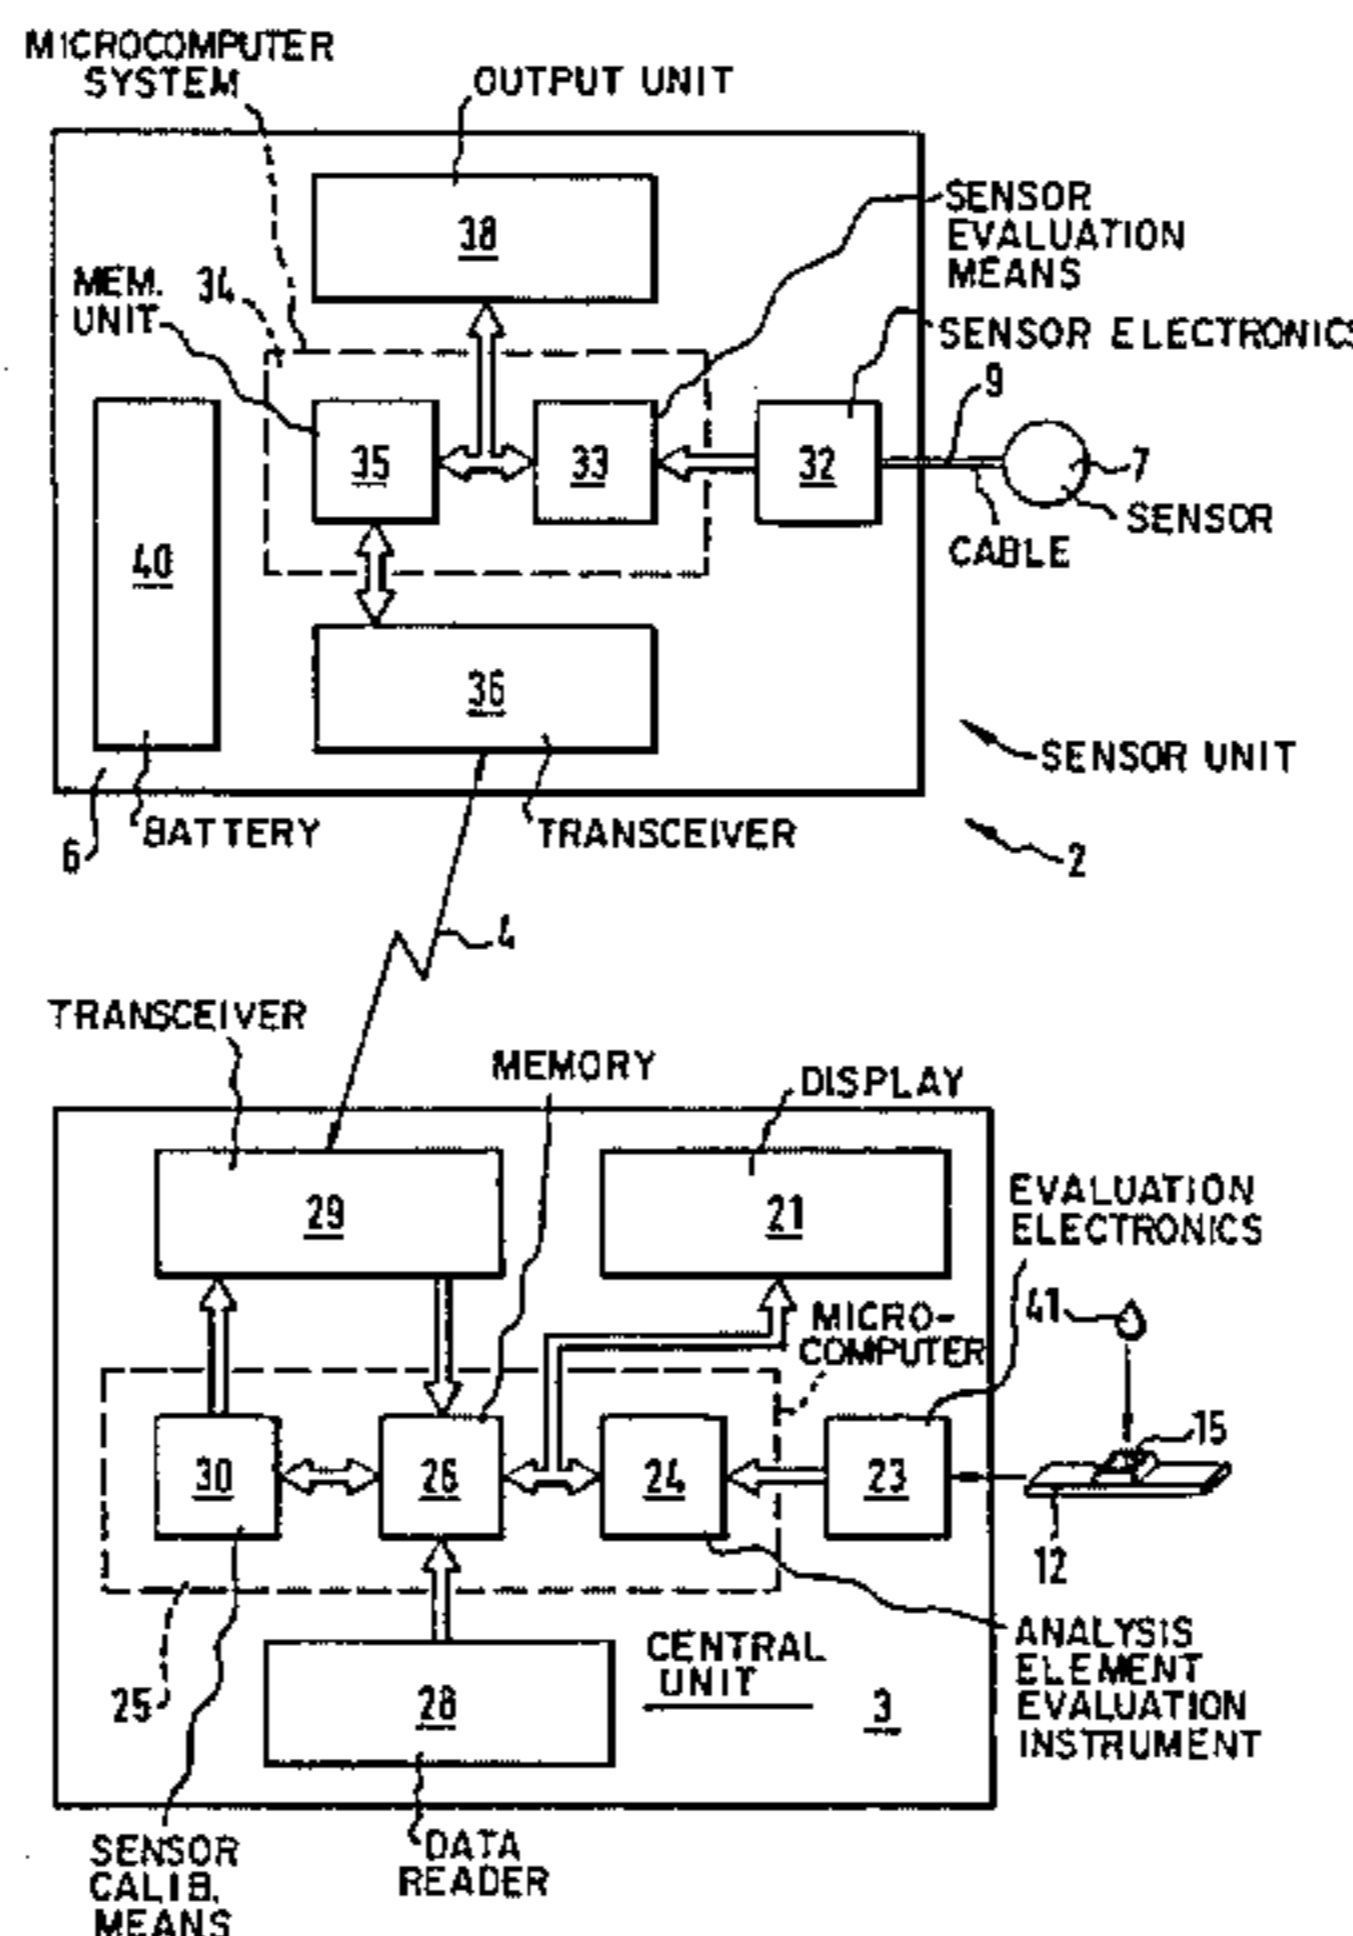 MICROCOMPUTER
SYSTEM
OUTPUT UNIT
38
SENSOR
EVALUATION
MEANS
MEM.
UNIT
34
SENSOR ELECTRONICS
9
35
33
32
7
SENSOR
CABLE
40
36
SENSOR UNIT
6
BATTERY
TRANSCEIVER
2
4
TRANSCEIVER
MEMORY
DISPLAY
29
21
EVALUATION
ELECTRONICS
41
MICRO-
COMPUTER
15
30
26
24
23
12
25
28
CENTRAL
UNIT
3
ANALYSIS
ELEMENT
EVALUATION
INSTRUMENT
SENSOR
CALIB.
MEANS
DATA
READER